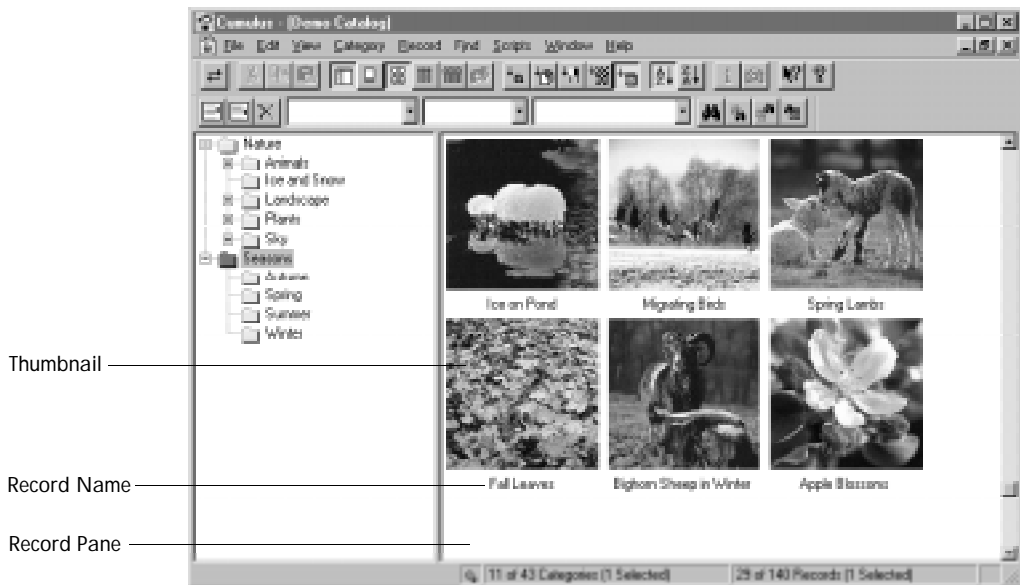 Cumulus - [Demo Catalog]
File Edit View Category Record Find Scripts Window Help
Nature
Animals
Ice and Snow
Landscape
Plants
Sky
Seasons
Autumn
Spring
Summer
Winter
Ice on Pond Migrating Birds Spring Lambs
Thumbnail
Fall Leaves Bighorn Sheep in Winter Apple Blossoms
Record Name
Record Pane
11 of 43 Categories (1 Selected) 29 of 140 Records (1 Selected)